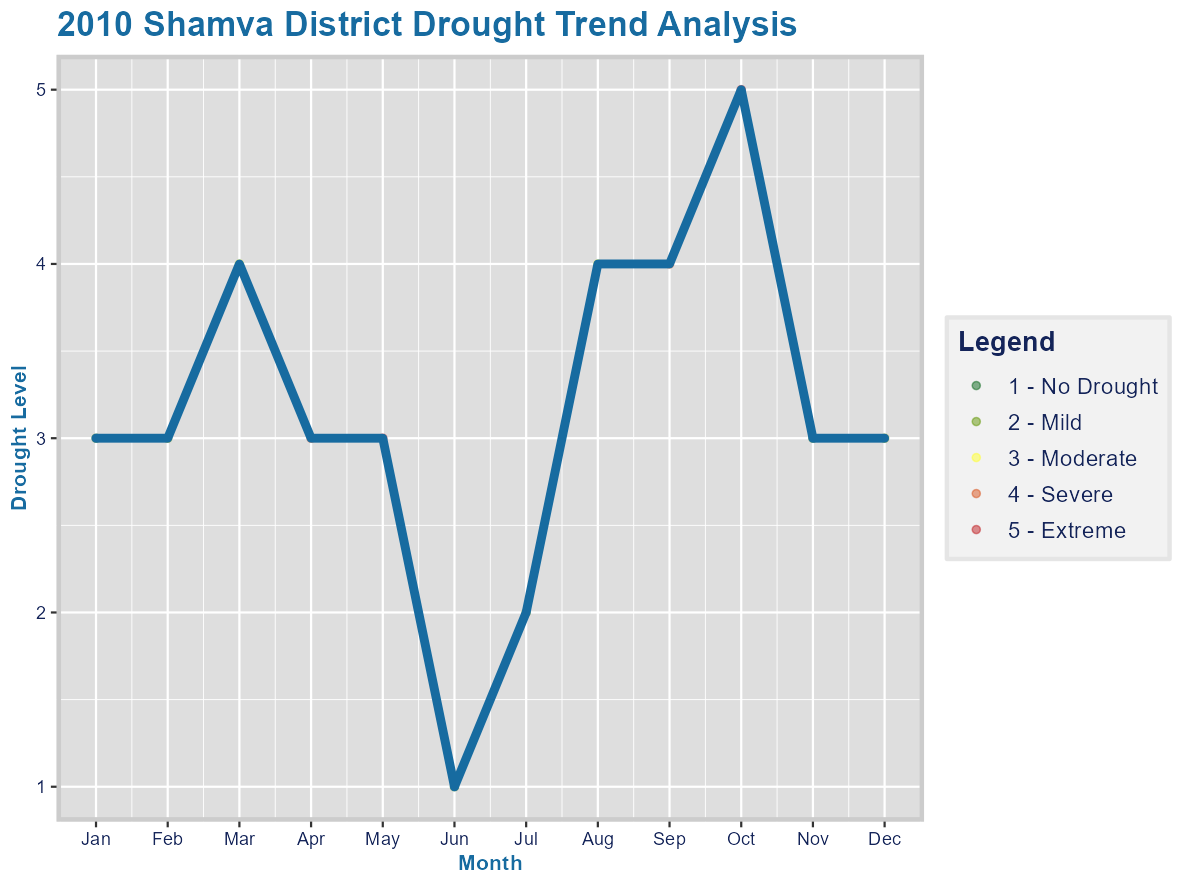 2010 Shamva District Drought Trend Analysis
5
4
3
2
1
Drought Level
Jan Feb Mar Apr May Jun Jul Aug Sep Oct Nov Dec
Month
Legend
1 - No Drought
2 - Mild
3 - Moderate
4 - Severe
5 - Extreme